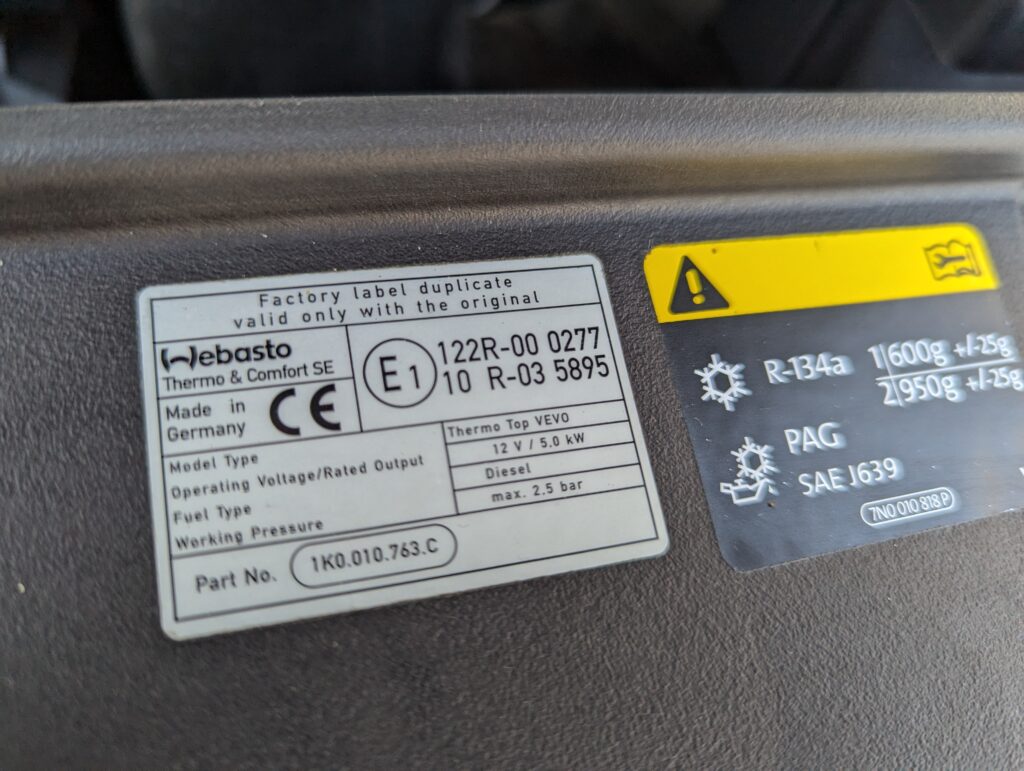 Factory label duplicate
valid only with the original
Webasto
Thermo & Comfort SE
Made in
Germany
CE
E1
122R-00 0277
10 R-03 5895
Model Type
Thermo Top VEVO
Operating Voltage/Rated Output
12 V / 5.0 kW
Fuel Type
Diesel
Working Pressure
max. 2.5 bar
Part No. 1K0.010.763.C
R-134a
1 600g +/-25g
2 950g +/-25g
PAG
SAE J639
7N0 010 818 P